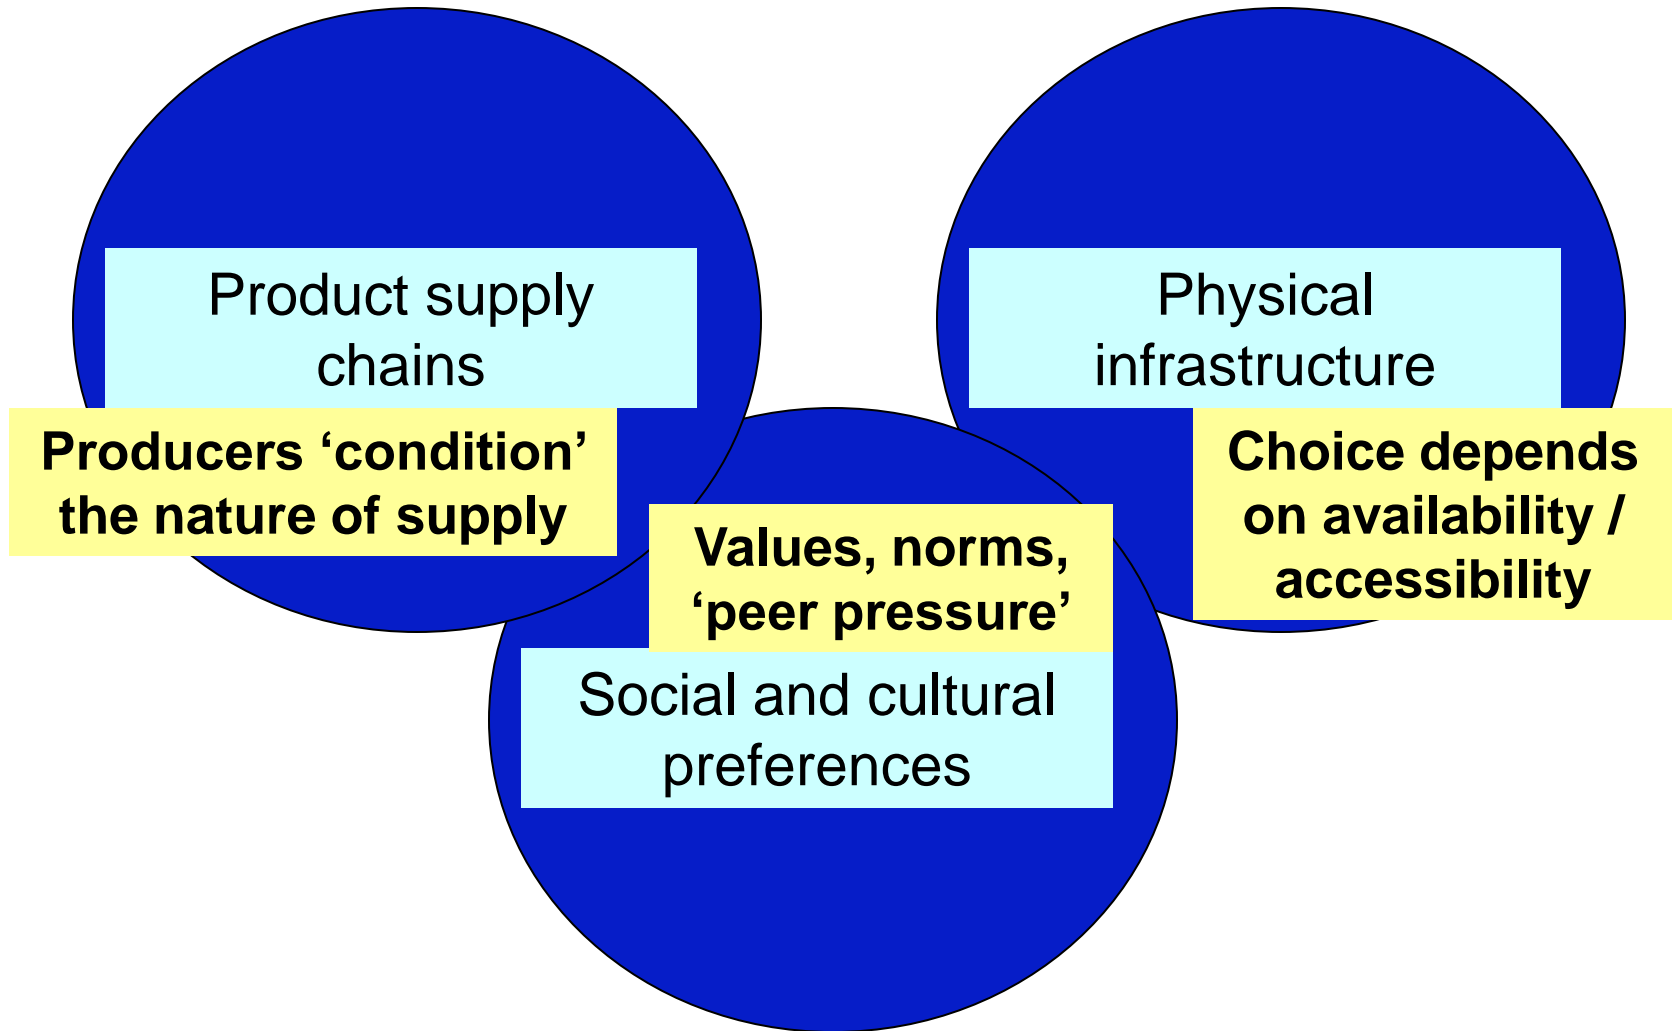 Product supply
chains
Producers ‘condition’
the nature of supply
Physical
infrastructure
Choice depends
on availability /
accessibility
Values, norms,
‘peer pressure’
Social and cultural
preferences